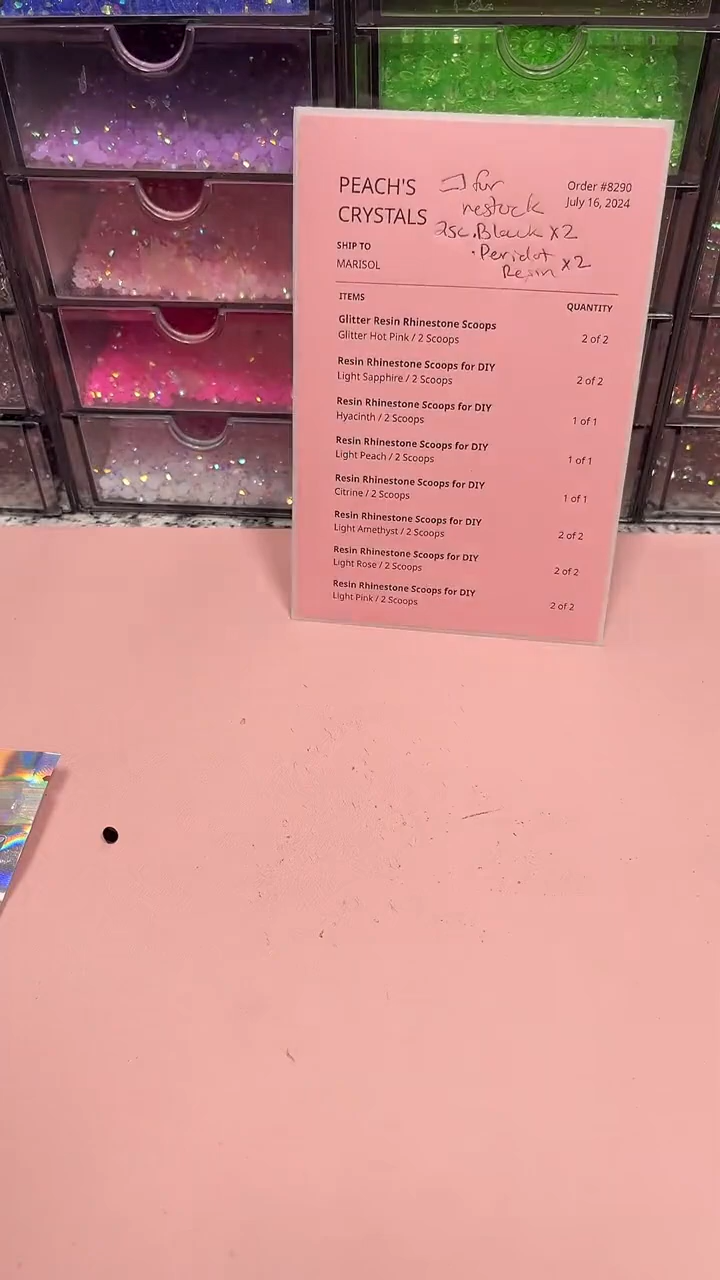 PEACH'S
CRYSTALS
for
restock
2sc. Black x2
· Peridot
Resin x2
Order #8290
July 16, 2024
SHIP TO
MARISOL
ITEMS
QUANTITY
Glitter Resin Rhinestone Scoops
Glitter Hot Pink / 2 Scoops
2 of 2
Resin Rhinestone Scoops for DIY
Light Sapphire / 2 Scoops
2 of 2
Resin Rhinestone Scoops for DIY
Hyacinth / 2 Scoops
1 of 1
Resin Rhinestone Scoops for DIY
Light Peach / 2 Scoops
1 of 1
Resin Rhinestone Scoops for DIY
Citrine / 2 Scoops
1 of 1
Resin Rhinestone Scoops for DIY
Light Amethyst / 2 Scoops
2 of 2
Resin Rhinestone Scoops for DIY
Light Rose / 2 Scoops
2 of 2
Resin Rhinestone Scoops for DIY
Light Pink / 2 Scoops
2 of 2